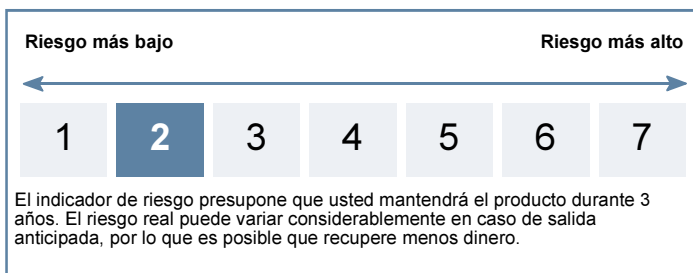 Riesgo más bajo Riesgo más alto
1 2 3 4 5 6 7
El indicador de riesgo presupone que usted mantendrá el producto durante 3
años. El riesgo real puede variar considerablemente en caso de salida
anticipada, por lo que es posible que recupere menos dinero.